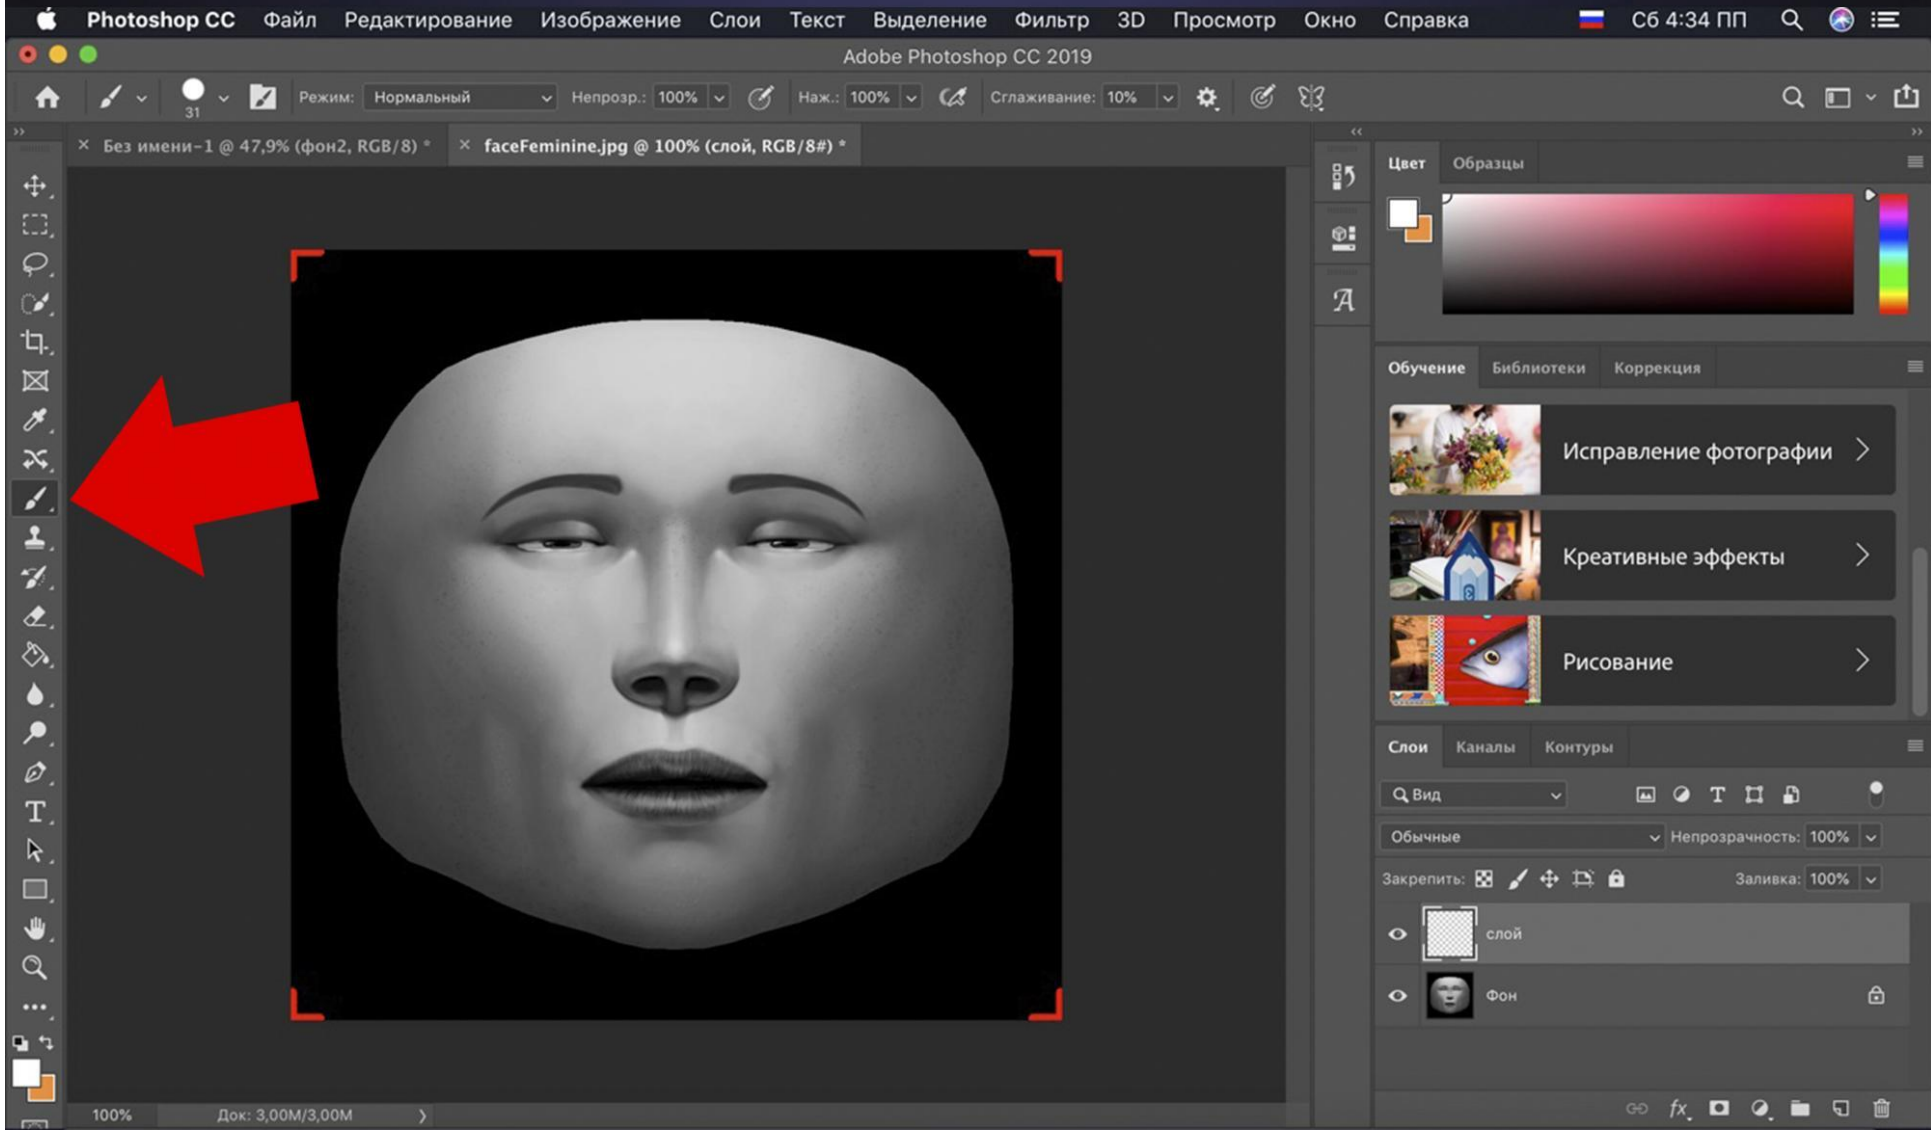 Photoshop CC Файл Редактирование Изображение Слои Текст Выделение Фильтр 3D Просмотр Окно Справка Сб 4:34 ПП
Adobe Photoshop CC 2019
31 Режим: Нормальный Непрозр.: 100% Наж.: 100% Сглаживание: 10%
× Без имени-1 @ 47,9% (фон2, RGB/8) * × faceFeminine.jpg @ 100% (слой, RGB/8#) *
Цвет Образцы
Обучение Библиотеки Коррекция
Исправление фотографии
Креативные эффекты
Рисование
Слои Каналы Контуры
Вид
Обычные Непрозрачность: 100%
Закрепить: Заливка: 100%
слой
Фон
100% Док: 3,00M/3,00M